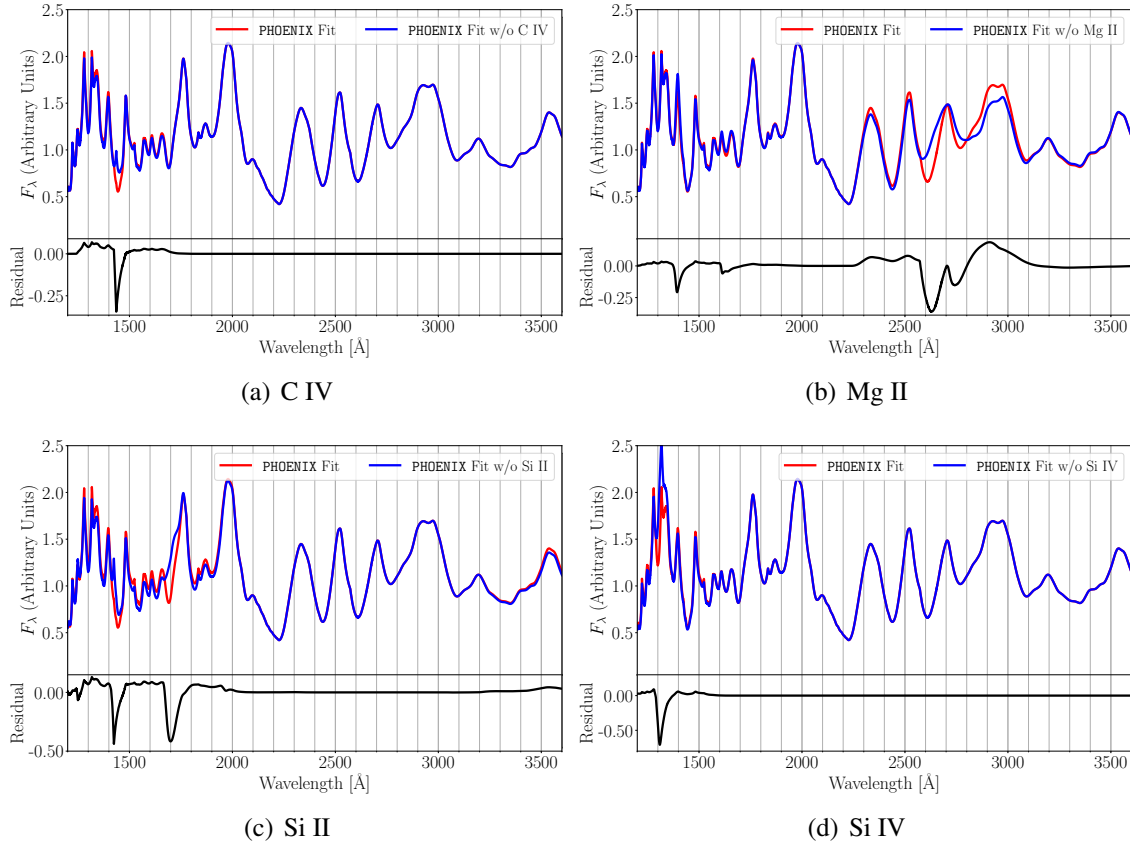 PHOENIX Fit PHOENIX Fit w/o C IV
2.5
2.0
1.5
1.0
0.5
F_λ (Arbitrary Units)
0.00
-0.25
Residual
1500 2000 2500 3000 3500
Wavelength [Å]
(a) C IV
PHOENIX Fit PHOENIX Fit w/o Mg II
2.5
2.0
1.5
1.0
0.5
F_λ (Arbitrary Units)
0.00
-0.25
Residual
1500 2000 2500 3000 3500
Wavelength [Å]
(b) Mg II
PHOENIX Fit PHOENIX Fit w/o Si II
2.5
2.0
1.5
1.0
0.5
F_λ (Arbitrary Units)
0.00
-0.50
Residual
1500 2000 2500 3000 3500
Wavelength [Å]
(c) Si II
PHOENIX Fit PHOENIX Fit w/o Si IV
2.5
2.0
1.5
1.0
0.5
F_λ (Arbitrary Units)
0.00
-0.50
Residual
1500 2000 2500 3000 3500
Wavelength [Å]
(d) Si IV